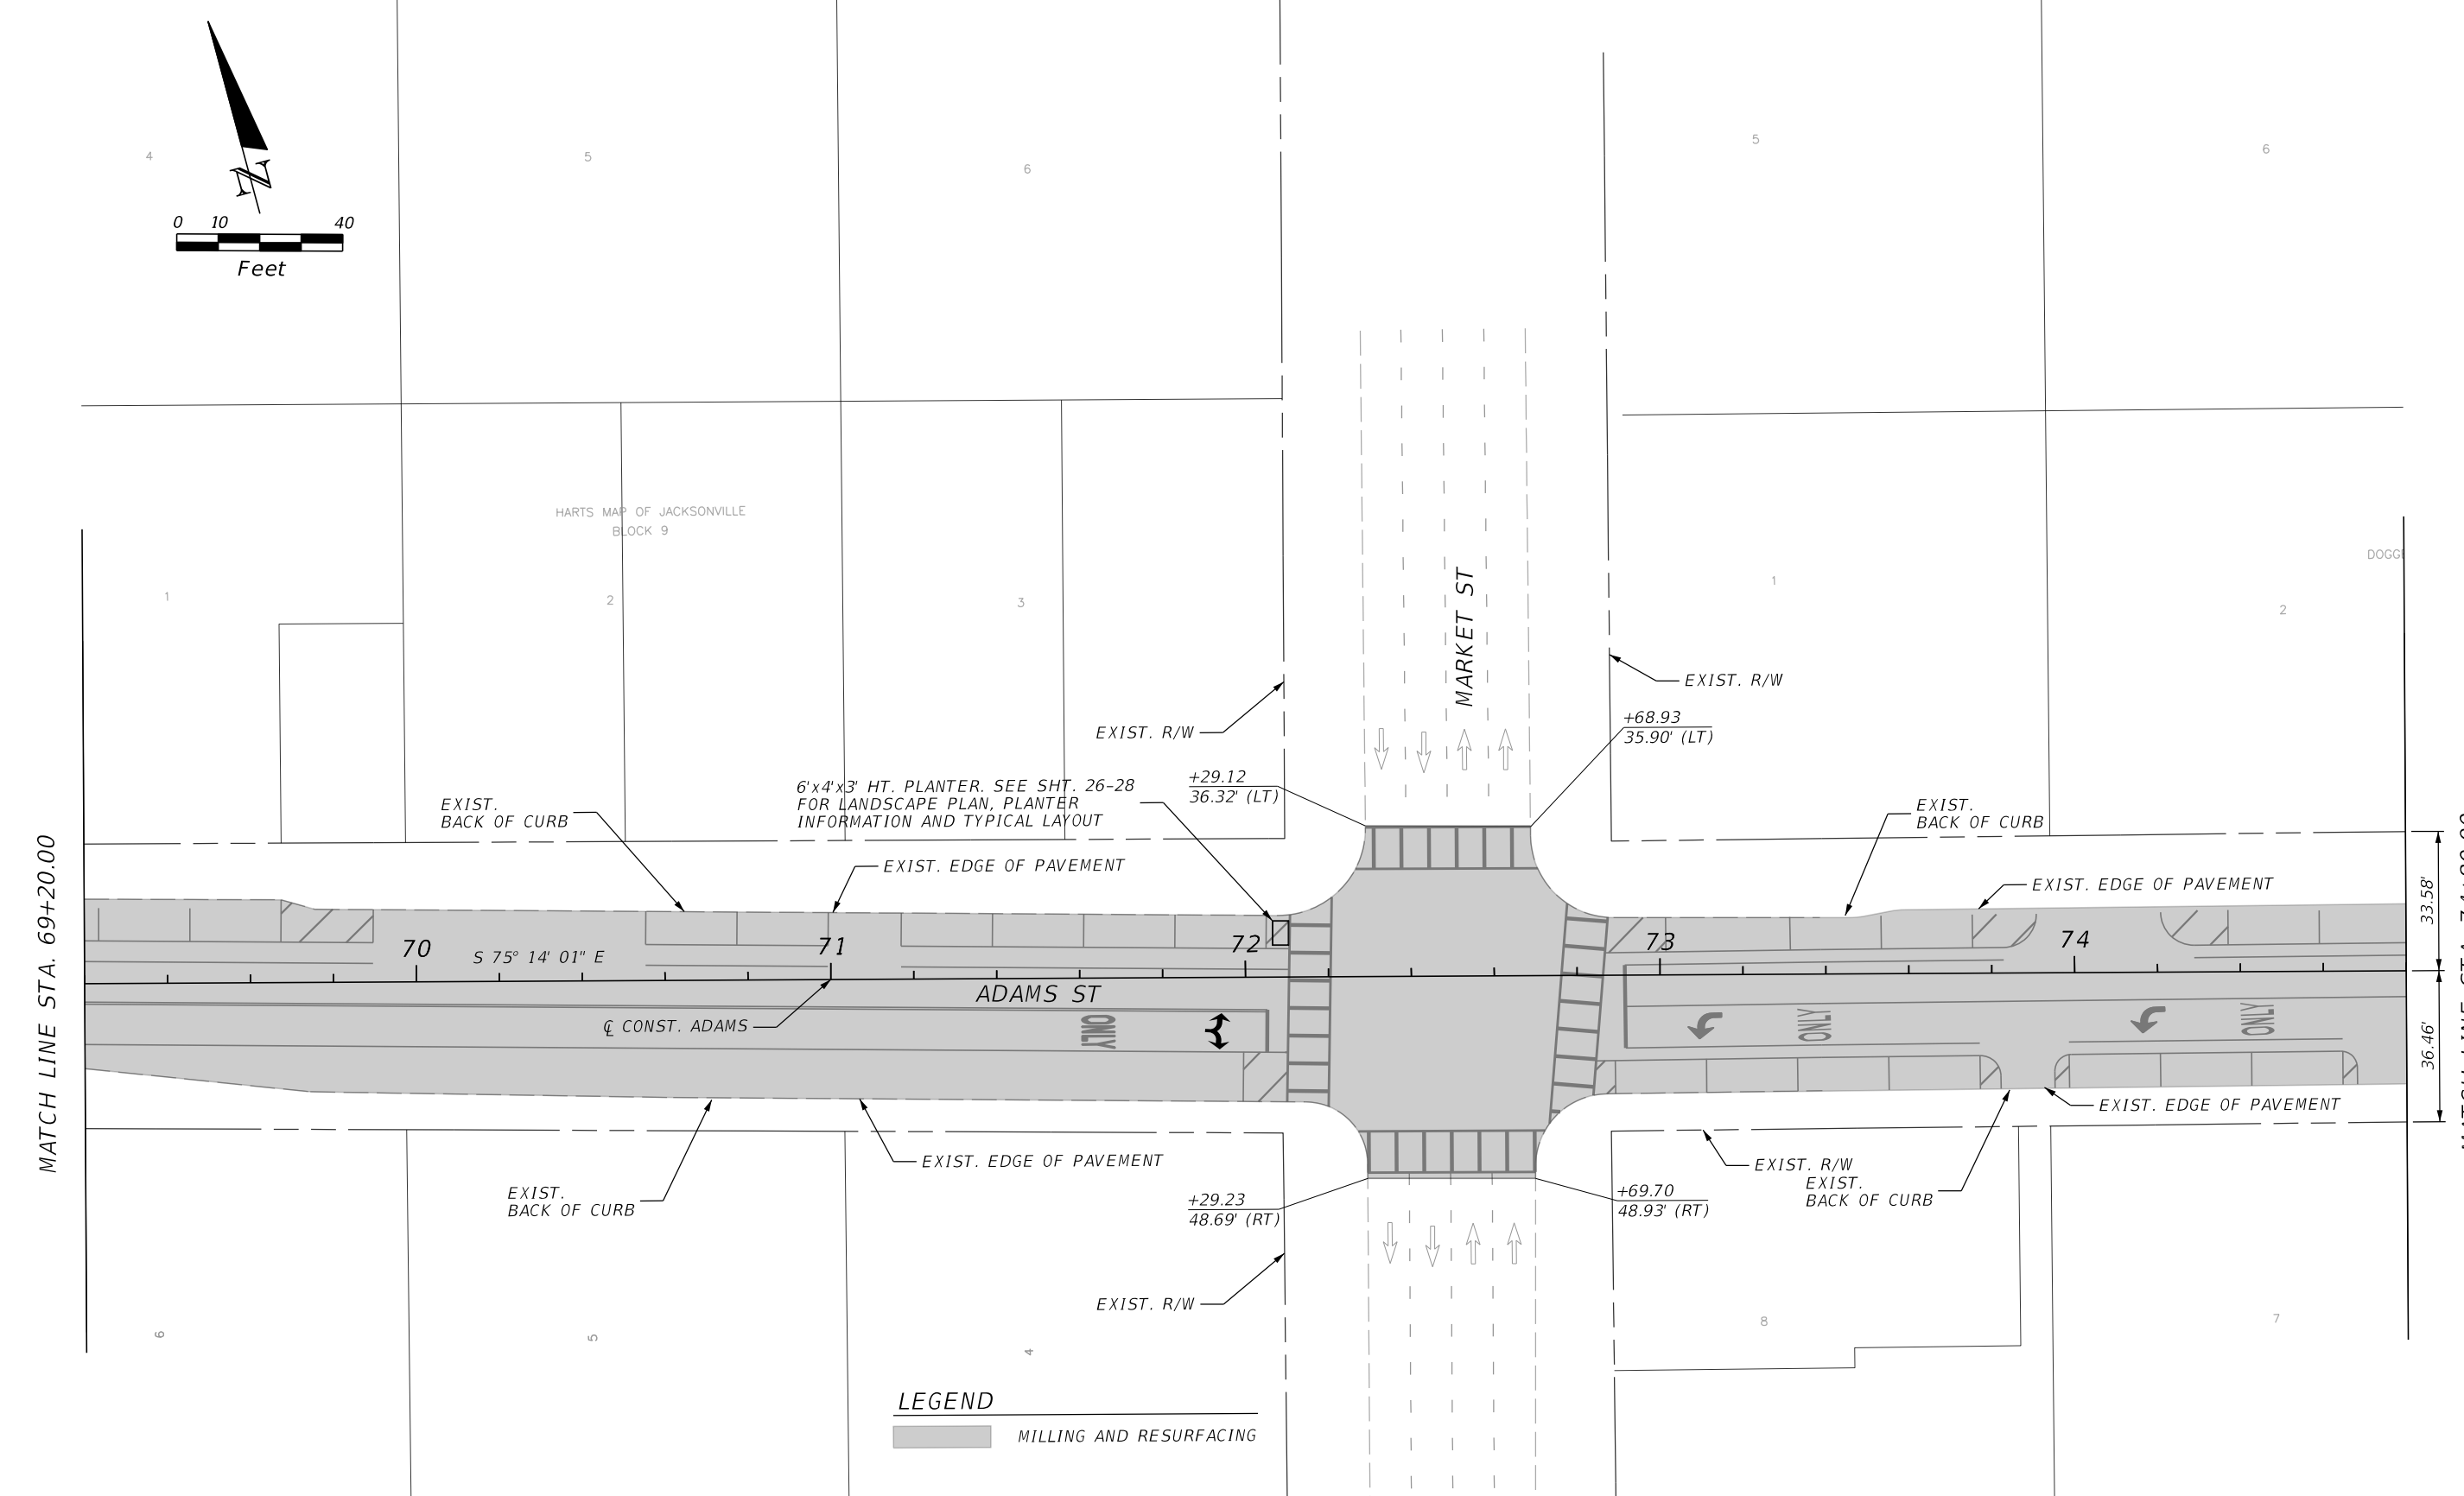 N
0 10 40
Feet
4
5
6
5
6
HARTS MAP OF JACKSONVILLE
BLOCK 9
DOGG
1
2
3
1
2
MARKET ST
EXIST. R/W
EXIST. R/W
+68.93
35.90' (LT)
+29.12
36.32' (LT)
6'x4'x3' HT. PLANTER. SEE SHT. 26-28
FOR LANDSCAPE PLAN, PLANTER
INFORMATION AND TYPICAL LAYOUT
EXIST.
BACK OF CURB
EXIST. EDGE OF PAVEMENT
EXIST.
BACK OF CURB
EXIST. EDGE OF PAVEMENT
MATCH LINE STA. 69+20.00
33.58'
36.46'
70
71
72
73
74
S 75° 14' 01" E
ADAMS ST
℄ CONST. ADAMS
ONLY
ONLY
ONLY
EXIST. EDGE OF PAVEMENT
EXIST. EDGE OF PAVEMENT
EXIST.
BACK OF CURB
EXIST. R/W
EXIST.
BACK OF CURB
+29.23
48.69' (RT)
+69.70
48.93' (RT)
EXIST. R/W
6
5
4
8
7
LEGEND
MILLING AND RESURFACING